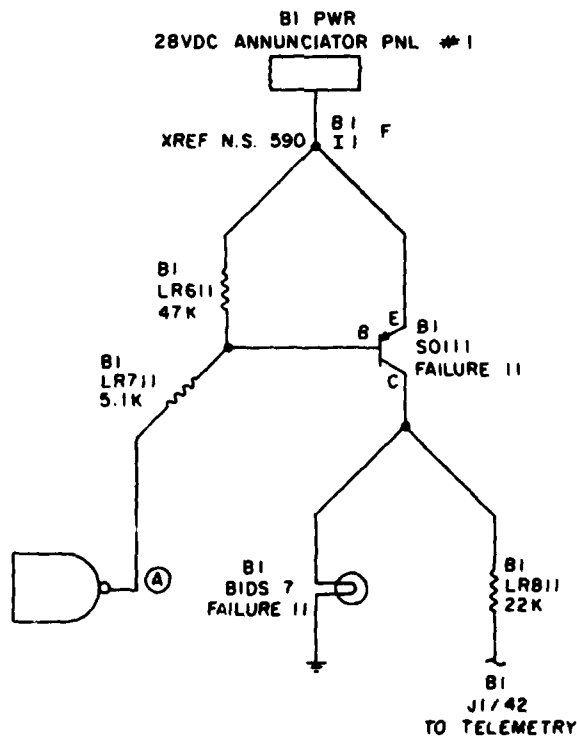 B1 PWR
28VDC ANNUNCIATOR PNL #1
B1
I1
F
XREF N.S. 590
B1
LR611
47K
B
E
C
B1
SO111
FAILURE 11
B1
LR711
5.1K
A
B1
BIDS 7
FAILURE 11
B1
LR811
22K
B1
J1/42
TO TELEMETRY